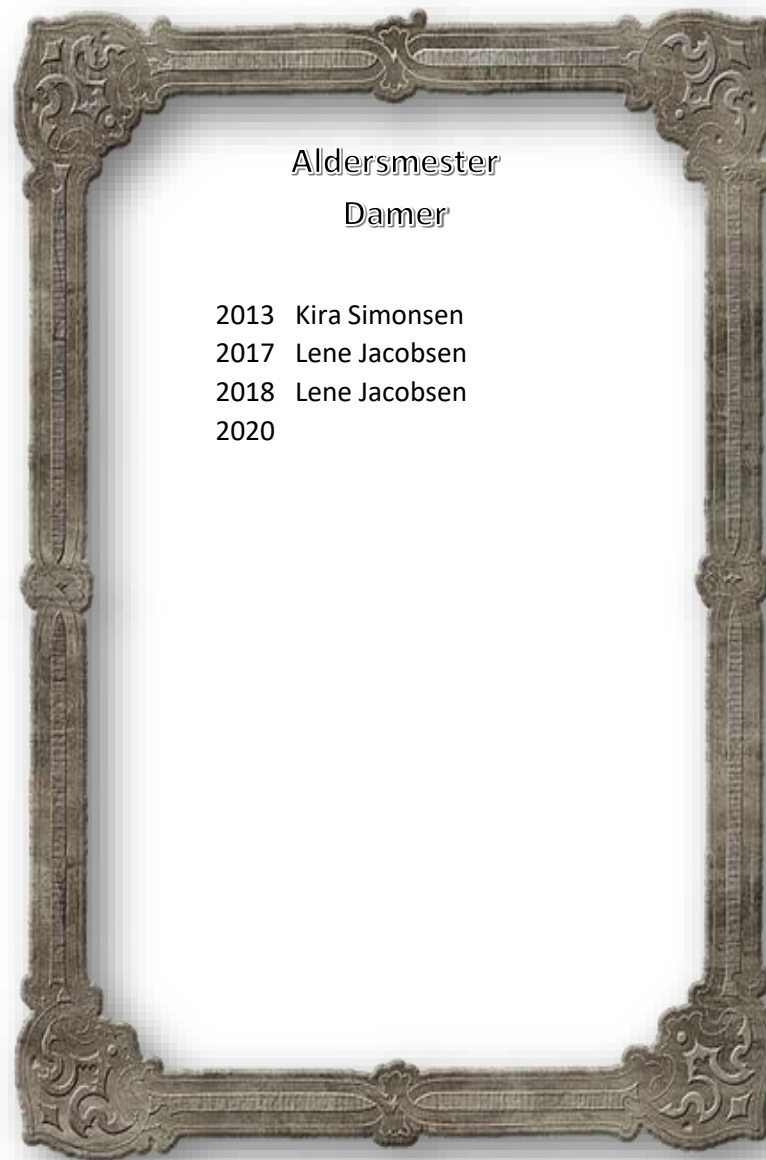 Aldersmester
Damer
2013 Kira Simonsen
2017 Lene Jacobsen
2018 Lene Jacobsen
2020